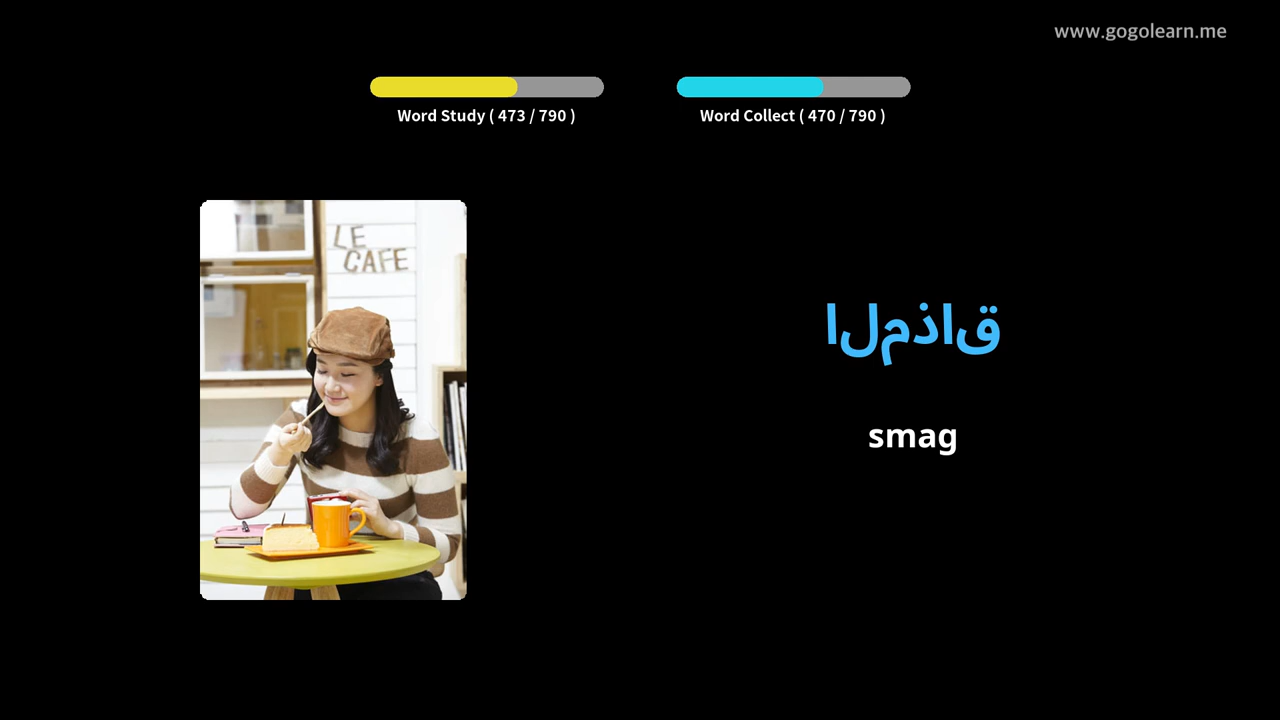 www.gogolearn.me
Word Study ( 473 / 790 )
Word Collect ( 470 / 790 )
LE
CAFE
المذاق
smag